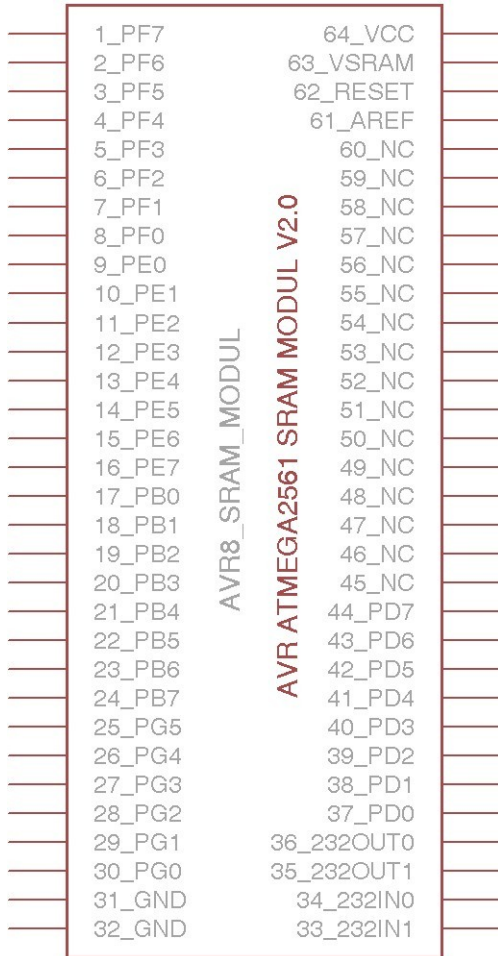 1_PF7 64_VCC
2_PF6 63_VSRAM
3_PF5 62_RESET
4_PF4 61_AREF
5_PF3 60_NC
6_PF2 59_NC
7_PF1 58_NC
8_PF0 57_NC
9_PE0 56_NC
10_PE1 55_NC
11_PE2 54_NC
12_PE3 53_NC
13_PE4 52_NC
14_PE5 51_NC
15_PE6 50_NC
16_PE7 49_NC
17_PB0 48_NC
18_PB1 47_NC
19_PB2 46_NC
20_PB3 45_NC
21_PB4 44_PD7
22_PB5 43_PD6
23_PB6 42_PD5
24_PB7 41_PD4
25_PG5 40_PD3
26_PG4 39_PD2
27_PG3 38_PD1
28_PG2 37_PD0
29_PG1 36_232OUT0
30_PG0 35_232OUT1
31_GND 34_232IN0
32_GND 33_232IN1
AVR8_SRAM_MODUL
AVR ATMEGA2561 SRAM MODUL V2.0